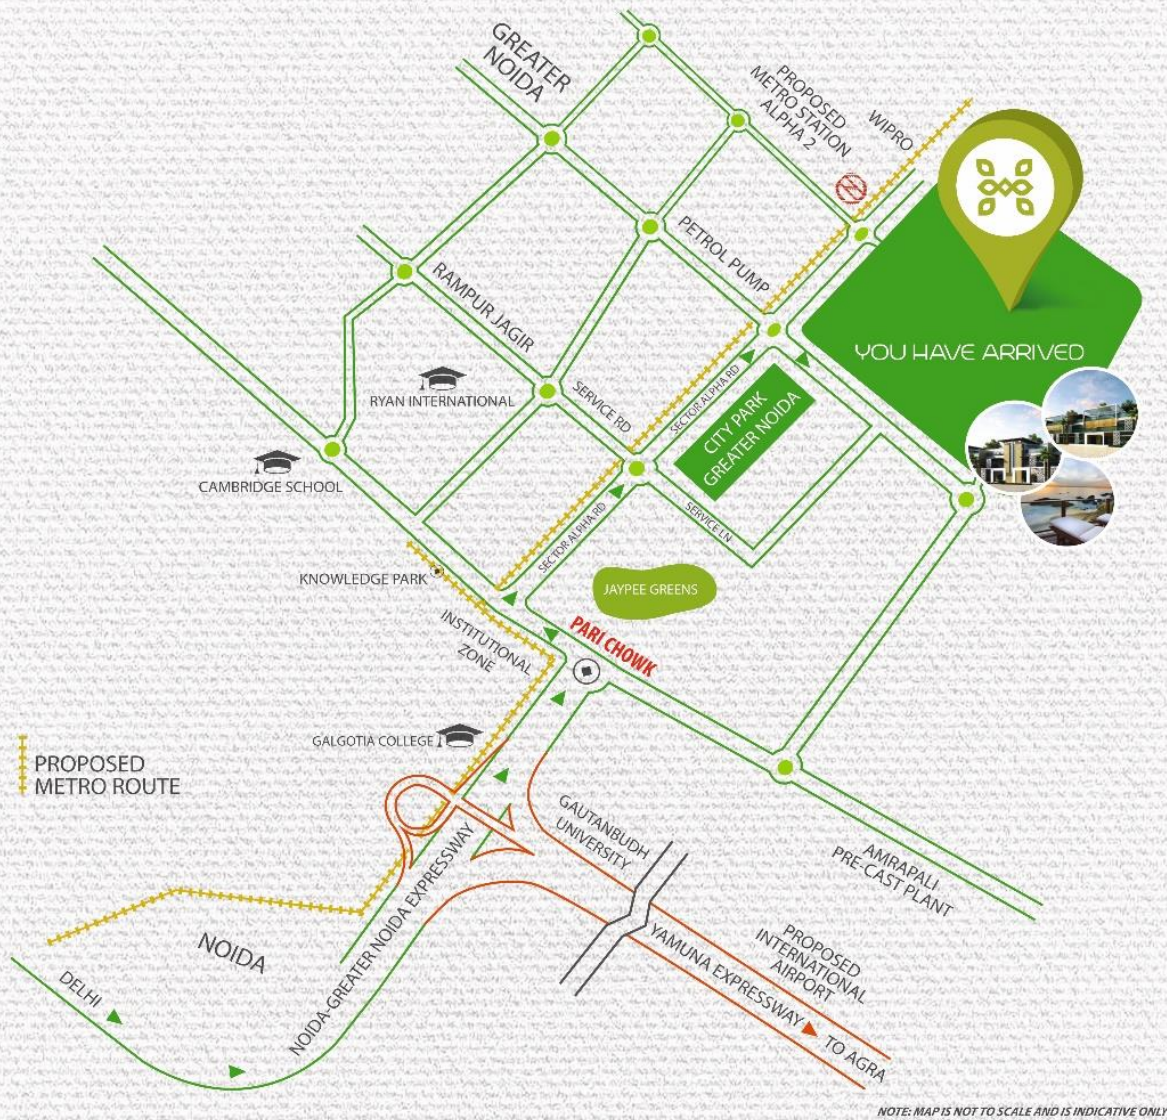 GREATER
NOIDA
PROPOSED
METRO STATION
ALPHA 2
WIPRO
PETROL PUMP
RAMPUR JAGIR
YOU HAVE ARRIVED
RYAN INTERNATIONAL
SERVICE RD
SECTOR ALPHA RD
CITY PARK
GREATER NOIDA
CAMBRIDGE SCHOOL
SECTOR ALPHA RD
SERVICE LN
KNOWLEDGE PARK
JAYPEE GREENS
INSTITUTIONAL
ZONE
PARI CHOWK
GALGOTIA COLLEGE
PROPOSED
METRO ROUTE
GAUTANBUDH
UNIVERSITY
AMRAPALI
PRE-CAST PLANT
NOIDA-GREATER NOIDA EXPRESSWAY
NOIDA
DELHI
PROPOSED
INTERNATIONAL
AIRPORT
YAMUNA EXPRESSWAY
TO AGRA
NOTE: MAP IS NOT TO SCALE AND IS INDICATIVE ONLY